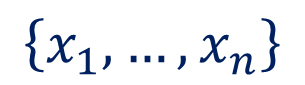 {x₁, … , xₙ}